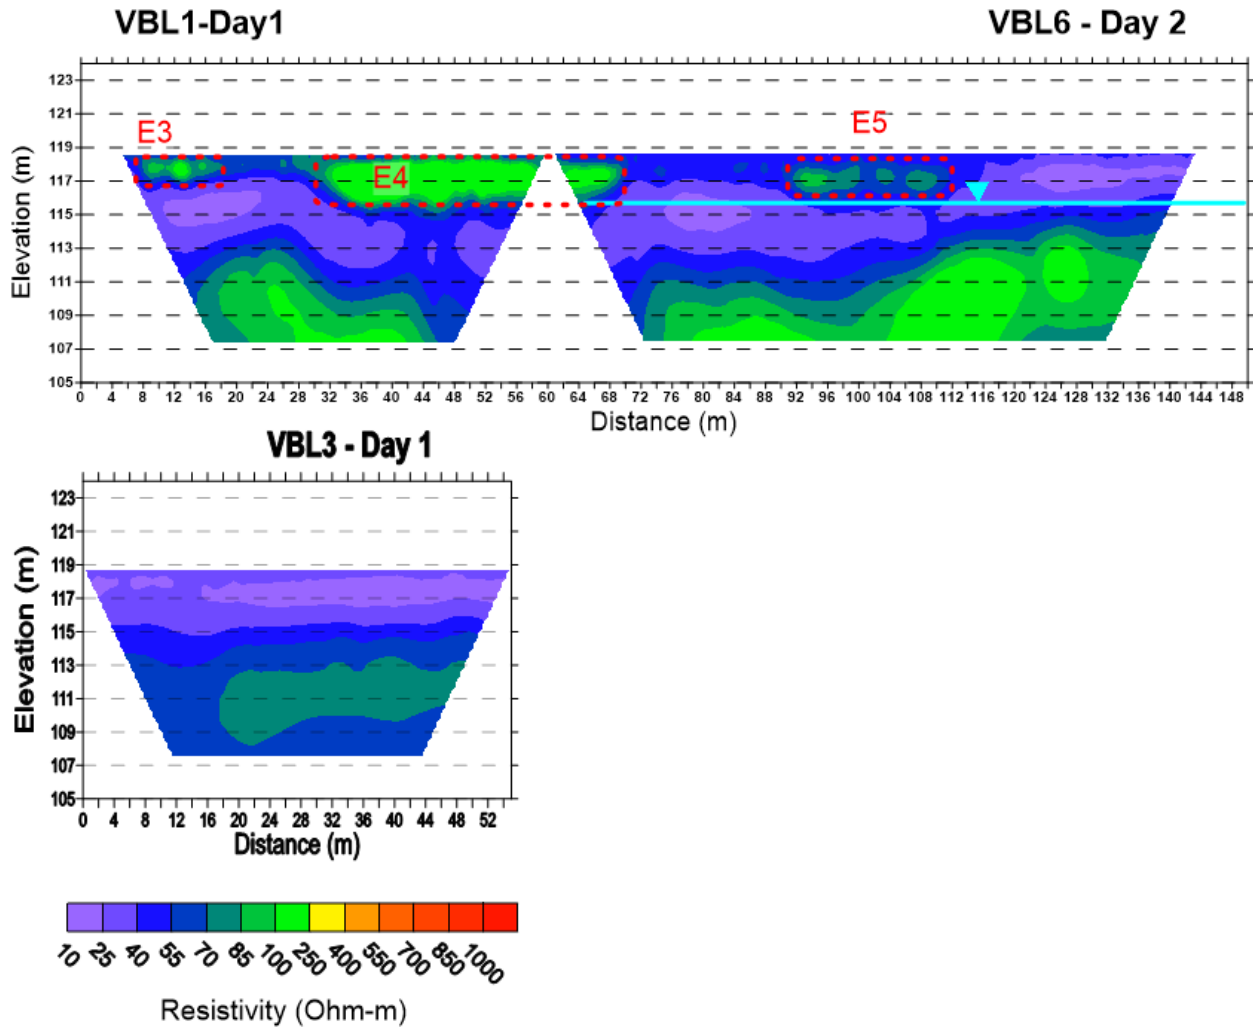 VBL1-Day1
VBL6 - Day 2
123
121
119
117
115
113
111
109
107
105
Elevation (m)
E3
E4
E5
0 4 8 12 16 20 24 28 32 36 40 44 48 52 56 60 64 68 72 76 80 84 88 92 96 100 104 108 112 116 120 124 128 132 136 140 144 148
Distance (m)
VBL3 - Day 1
123
121
119
117
115
113
111
109
107
105
Elevation (m)
0 4 8 12 16 20 24 28 32 36 40 44 48 52
Distance (m)
10 25 40 55 70 85 100 250 400 550 700 850 1000
Resistivity (Ohm-m)